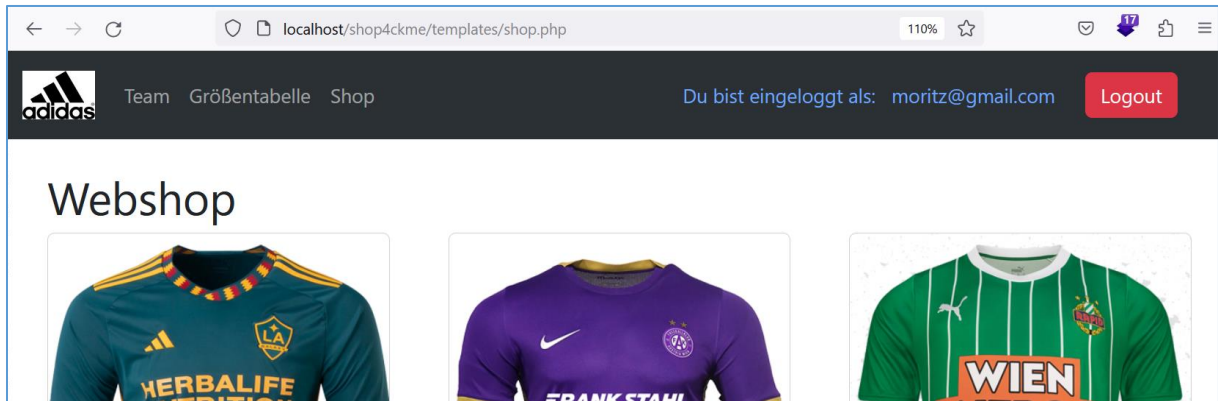 localhost/shop4ckme/templates/shop.php
110%
17
adidas
Team Größentabelle Shop
Du bist eingeloggt als: moritz@gmail.com
Logout
Webshop
LA
HERBALIFE
FRANK STAHL
RAPID
WIEN